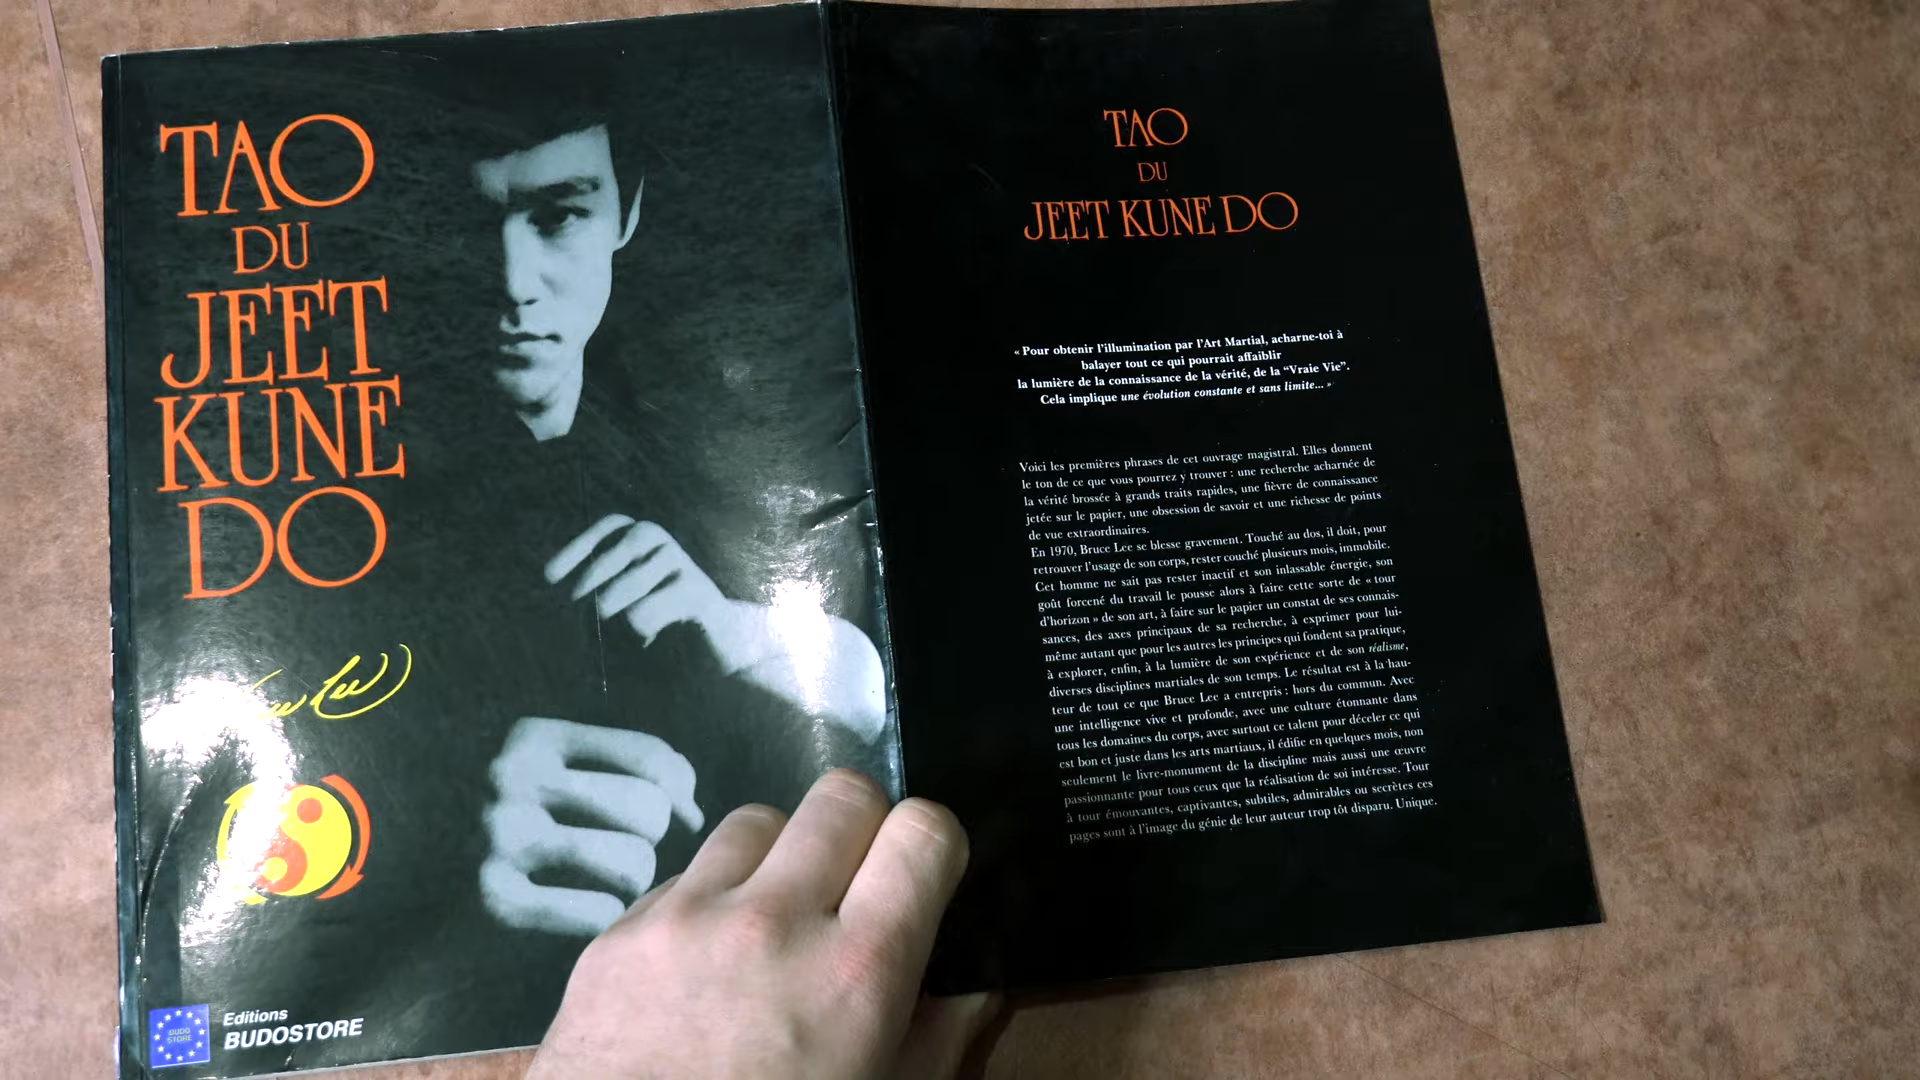 TAO
DU
JEET
KUNE
DO
Lee
BUDO
STORE
Editions
BUDOSTORE
TAO
DU
JEET KUNE DO
« Pour obtenir l'illumination par l'Art Martial, acharne-toi à
balayer tout ce qui pourrait affaiblir
la lumière de la connaissance de la vérité, de la “Vraie Vie”.
Cela implique une évolution constante et sans limite... »
Voici les premières phrases de cet ouvrage magistral. Elles donnent
le ton de ce que vous pourrez y trouver : une recherche acharnée de
la vérité brossée à grands traits rapides, une fièvre de connaissance
jetée sur le papier, une obsession de savoir et une richesse de points
de vue extraordinaires.
En 1970, Bruce Lee se blesse gravement. Touché au dos, il doit, pour
retrouver l'usage de son corps, rester couché plusieurs mois, immobile.
Cet homme ne sait pas rester inactif et son inlassable énergie, son
goût forcené du travail le pousse alors à faire cette sorte de « tour
d'horizon » de son art, à faire sur le papier un constat de ses connais-
sances, des axes principaux de sa recherche, à exprimer pour lui-
même autant que pour les autres les principes qui fondent sa pratique,
à explorer, enfin, à la lumière de son expérience et de son réalisme,
diverses disciplines martiales de son temps. Le résultat est à la hau-
teur de tout ce que Bruce Lee a entrepris : hors du commun. Avec
une intelligence vive et profonde, avec une culture étonnante dans
tous les domaines du corps, avec surtout ce talent pour déceler ce qui
est bon et juste dans les arts martiaux, il édifie en quelques mois, non
seulement le livre-monument de la discipline mais aussi une œuvre
passionnante pour tous ceux que la réalisation de soi intéresse. Tour
à tour émouvantes, captivantes, subtiles, admirables ou secrètes ces
pages sont à l'image du génie de leur auteur trop tôt disparu. Unique.